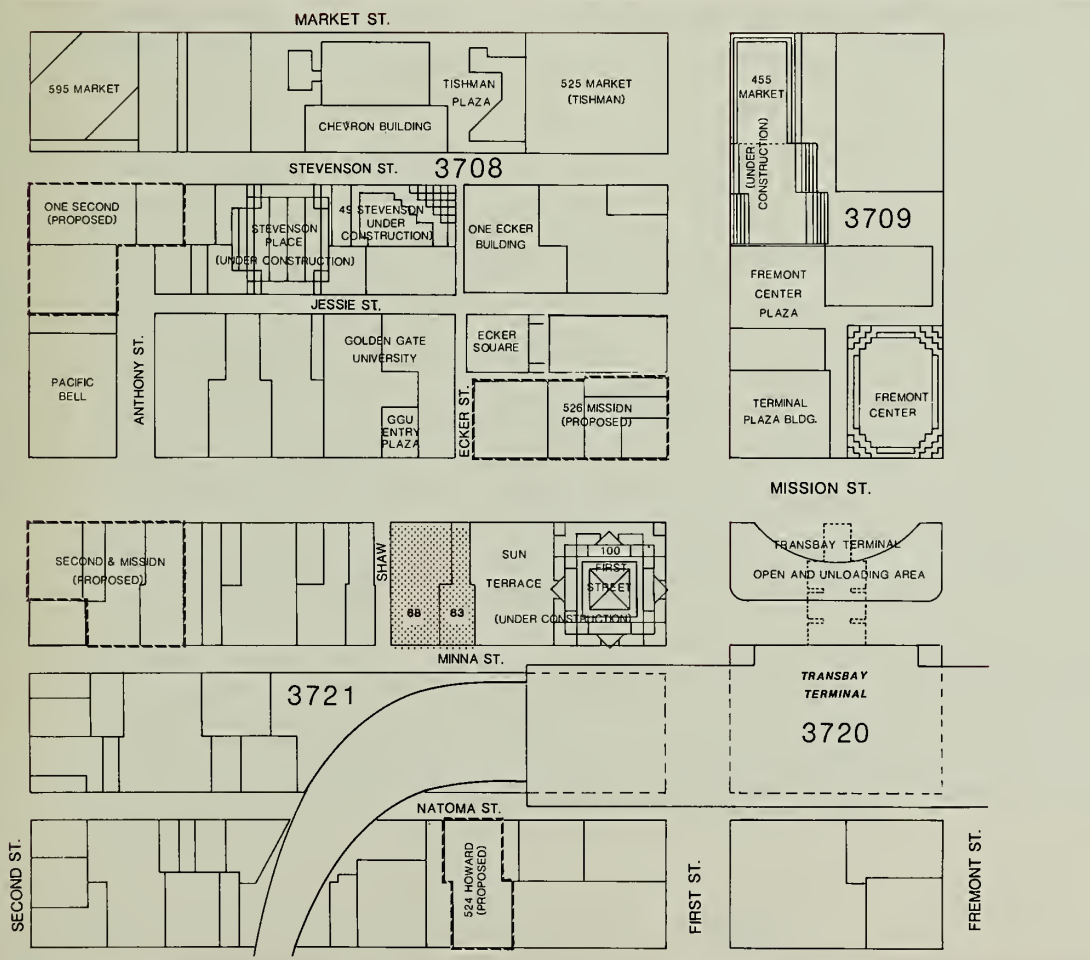 MARKET ST.
595 MARKET
TISHMAN
PLAZA
525 MARKET
(TISHMAN)
CHEVRON BUILDING
455
MARKET
(UNDER
CONSTRUCTION)
STEVENSON ST.
3708
3709
ONE SECOND
(PROPOSED)
STEVENSON
PLACE
(UNDER CONSTRUCTION)
49 STEVENSON
UNDER
CONSTRUCTION)
ONE ECKER
BUILDING
FREMONT
CENTER
PLAZA
JESSIE ST.
ANTHONY ST.
PACIFIC
BELL
GOLDEN GATE
UNIVERSITY
GGU
ENTRY
PLAZA
ECKER ST.
ECKER
SQUARE
526 MISSION
(PROPOSED)
TERMINAL
PLAZA BLDG.
FREMONT
CENTER
MISSION ST.
SECOND & MISSION
(PROPOSED)
SHAW
68
83
SUN
TERRACE
(UNDER CONSTRUCTION)
100
FIRST
STREET
TRANSBAY TERMINAL
OPEN AND UNLOADING AREA
MINNA ST.
3721
TRANSBAY
TERMINAL
3720
NATOMA ST.
SECOND ST.
524 HOWARD
(PROPOSED)
FIRST ST.
FREMONT ST.